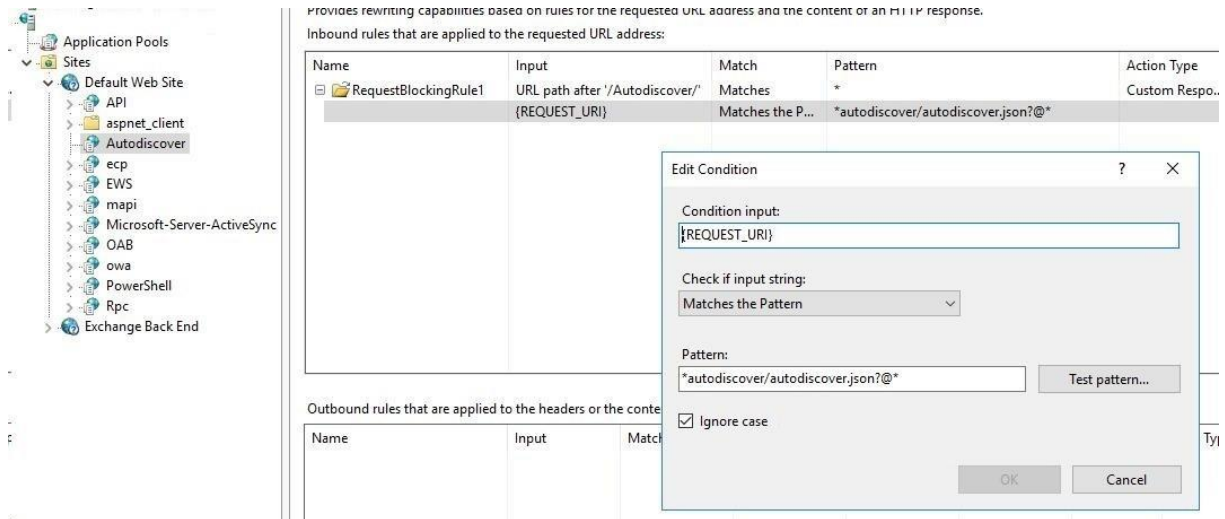 Provides rewriting capabilities based on rules for the requested URL address and the content of an HTTP response.
Inbound rules that are applied to the requested URL address:
Application Pools
Sites
Default Web Site
API
aspnet_client
Autodiscover
ecp
EWS
mapi
Microsoft-Server-ActiveSync
OAB
owa
PowerShell
Rpc
Exchange Back End
Name Input Match Pattern Action Type
RequestBlockingRule1 URL path after '/Autodiscover/' Matches * Custom Respo..
{REQUEST_URI} Matches the P... *autodiscover/autodiscover.json?@*
Edit Condition ?
Condition input:
{REQUEST_URI}
Check if input string:
Matches the Pattern
Pattern:
*autodiscover/autodiscover.json?@*
Test pattern...
Ignore case
OK Cancel
Outbound rules that are applied to the headers or the conte
Name Input Match